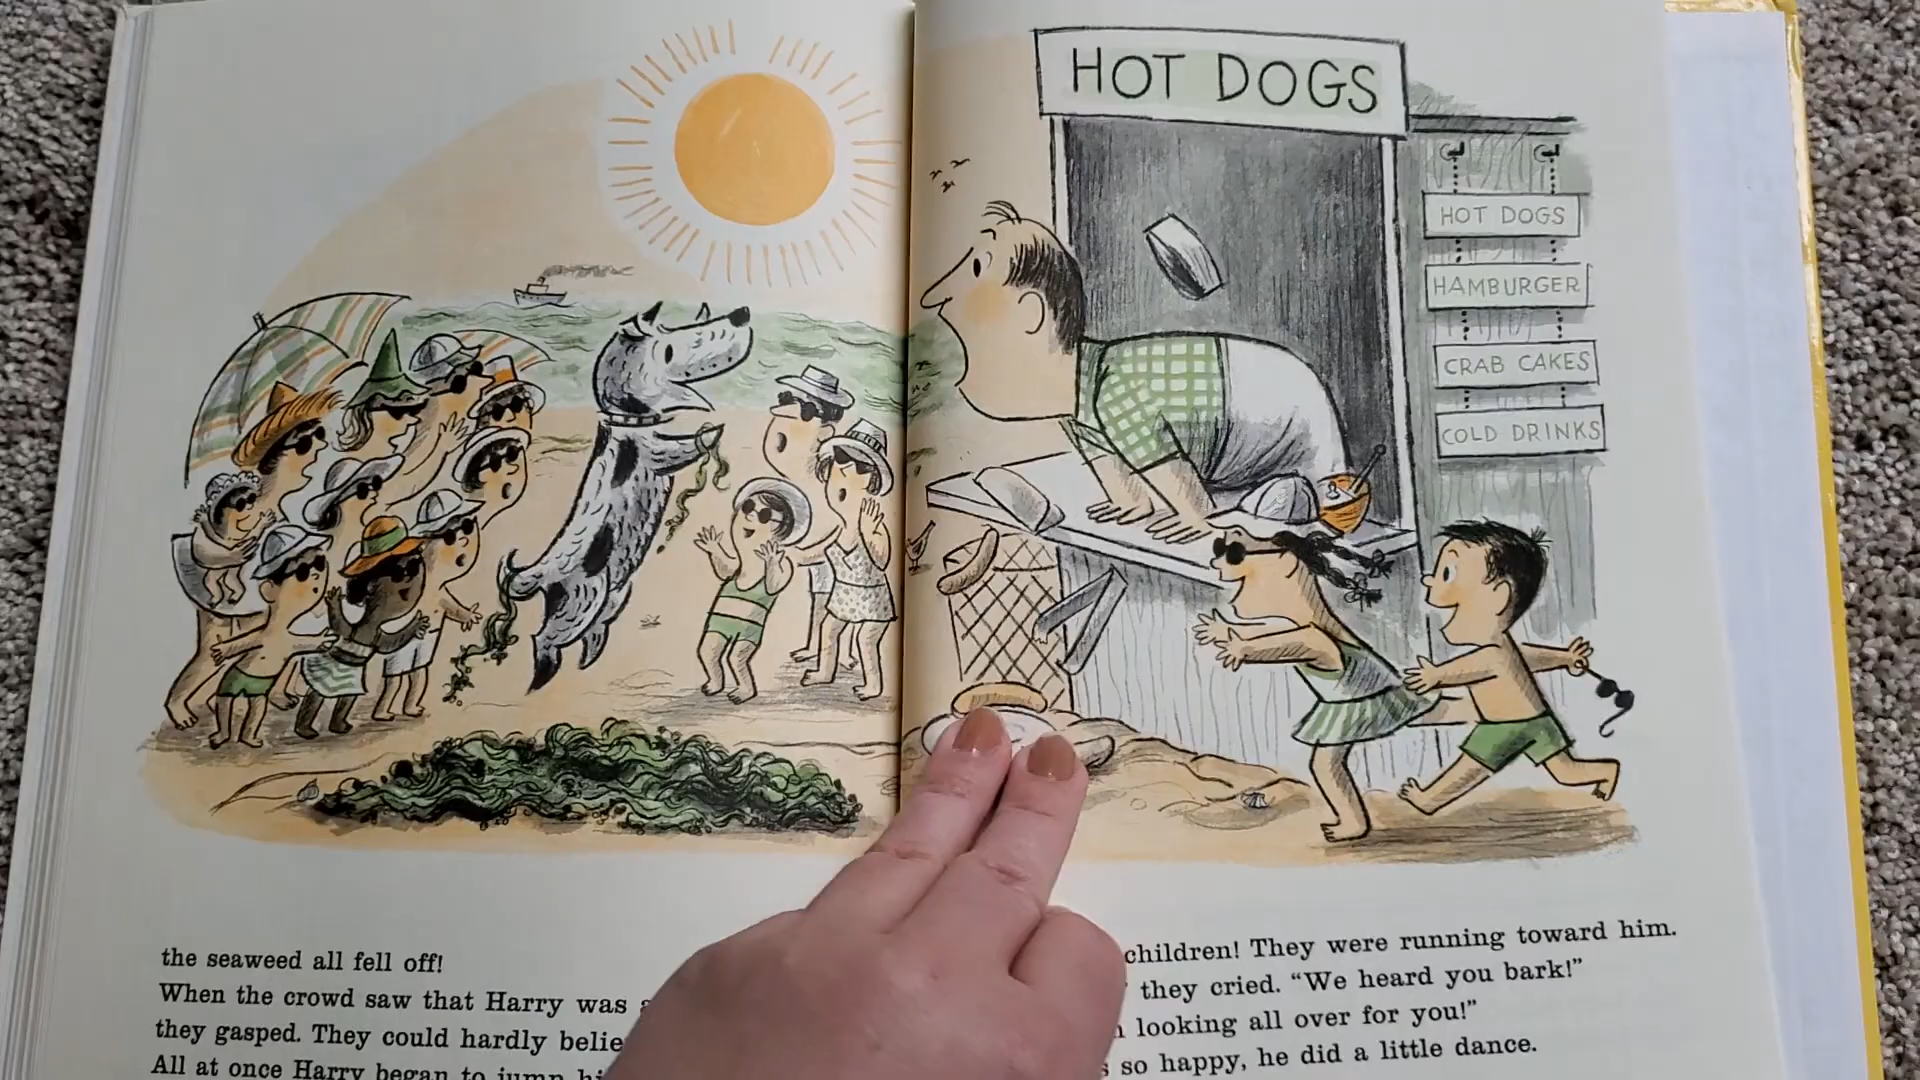 HOT DOGS
HOT DOGS
HAMBURGER
CRAB CAKES
COLD DRINKS
the seaweed all fell off!
When the crowd saw that Harry was
they gasped. They could hardly
All at once Harry began to jump
children! They were running toward him.
they cried. “We heard you bark!”
looking all over for you!”
so happy, he did a little dance.